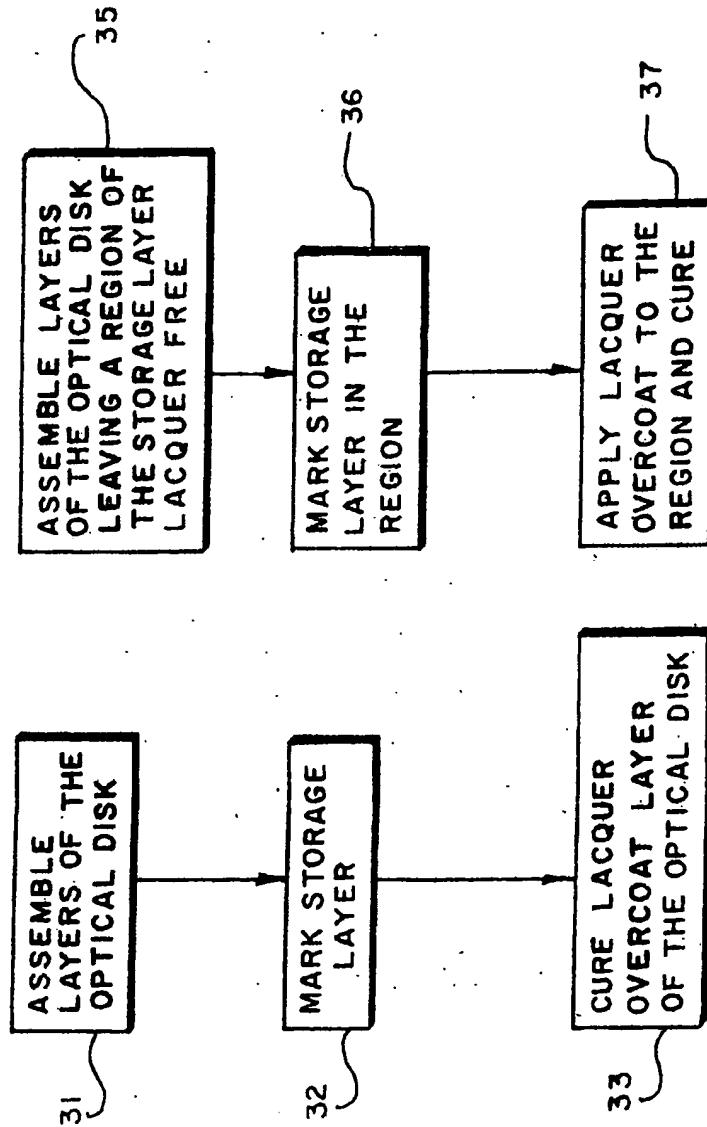 31
ASSEMBLE
LAYERS OF THE
OPTICAL DISK
32
MARK STORAGE
LAYER
33
CURE LACQUER
OVERCOAT LAYER
OF THE OPTICAL DISK
35
ASSEMBLE LAYERS
OF THE OPTICAL DISK
LEAVING A REGION OF
THE STORAGE LAYER
LACQUER FREE
36
MARK STORAGE
LAYER IN THE
REGION
37
APPLY LACQUER
OVERCOAT TO THE
REGION AND CURE